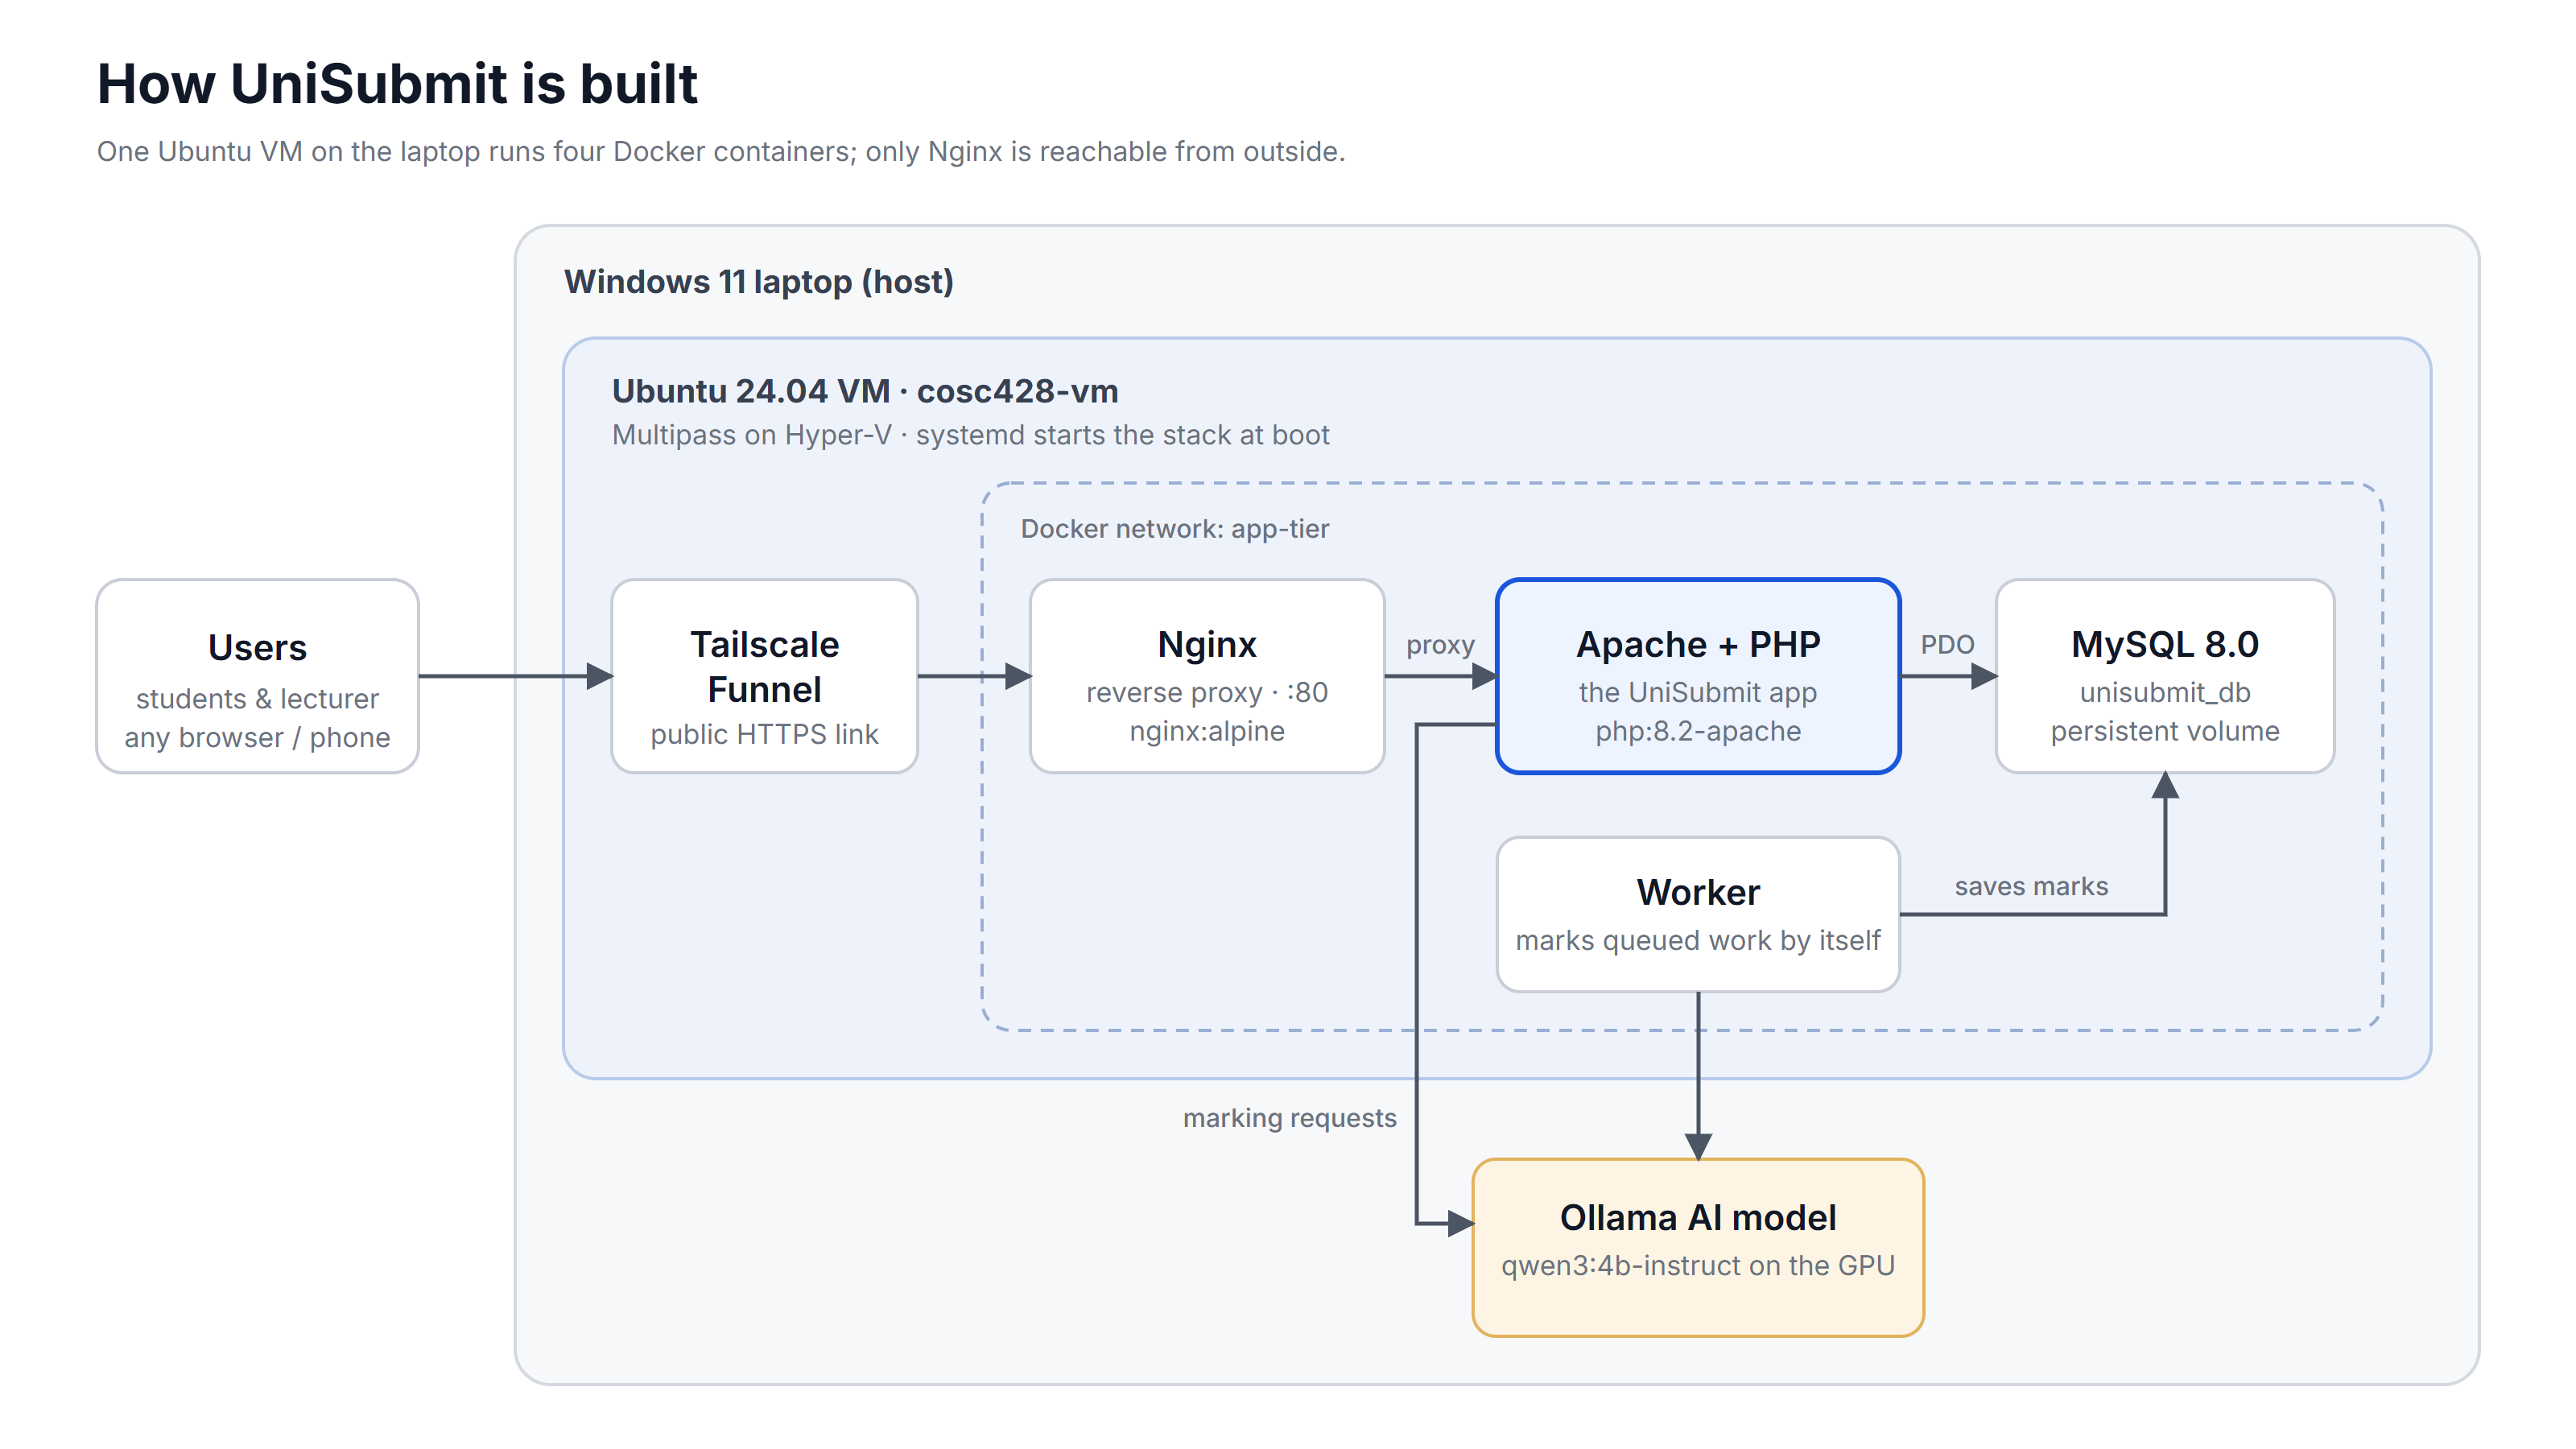 How UniSubmit is built
One Ubuntu VM on the laptop runs four Docker containers; only Nginx is reachable from outside.
Windows 11 laptop (host)
Ubuntu 24.04 VM · cosc428-vm
Multipass on Hyper-V · systemd starts the stack at boot
Docker network: app-tier
Users
students & lecturer
any browser / phone
Tailscale
Funnel
public HTTPS link
Nginx
reverse proxy · :80
nginx:alpine
proxy
Apache + PHP
the UniSubmit app
php:8.2-apache
PDO
MySQL 8.0
unisubmit_db
persistent volume
Worker
marks queued work by itself
saves marks
marking requests
Ollama AI model
qwen3:4b-instruct on the GPU